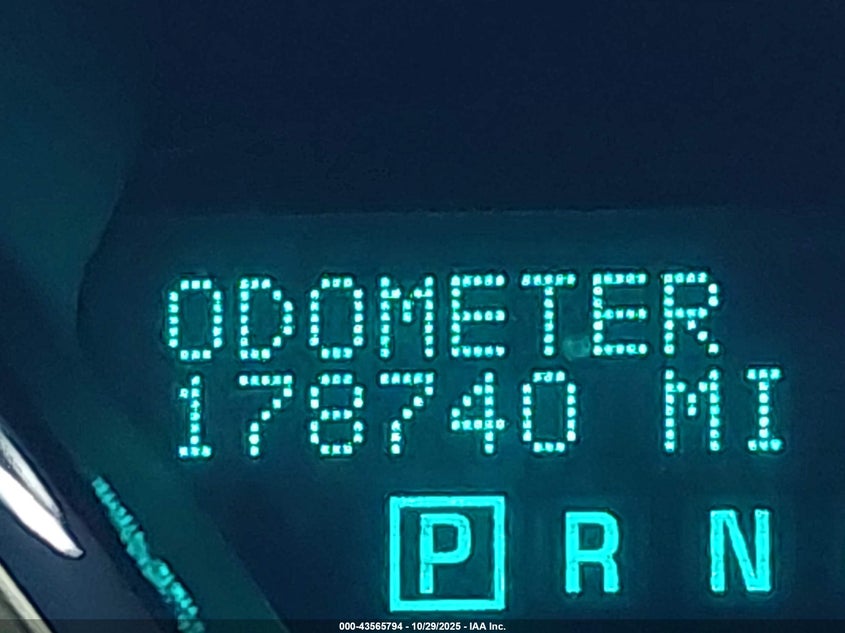 ODOMETER
178740 MI
P R N
000-43565794 - 10/29/2025 - IAA Inc.